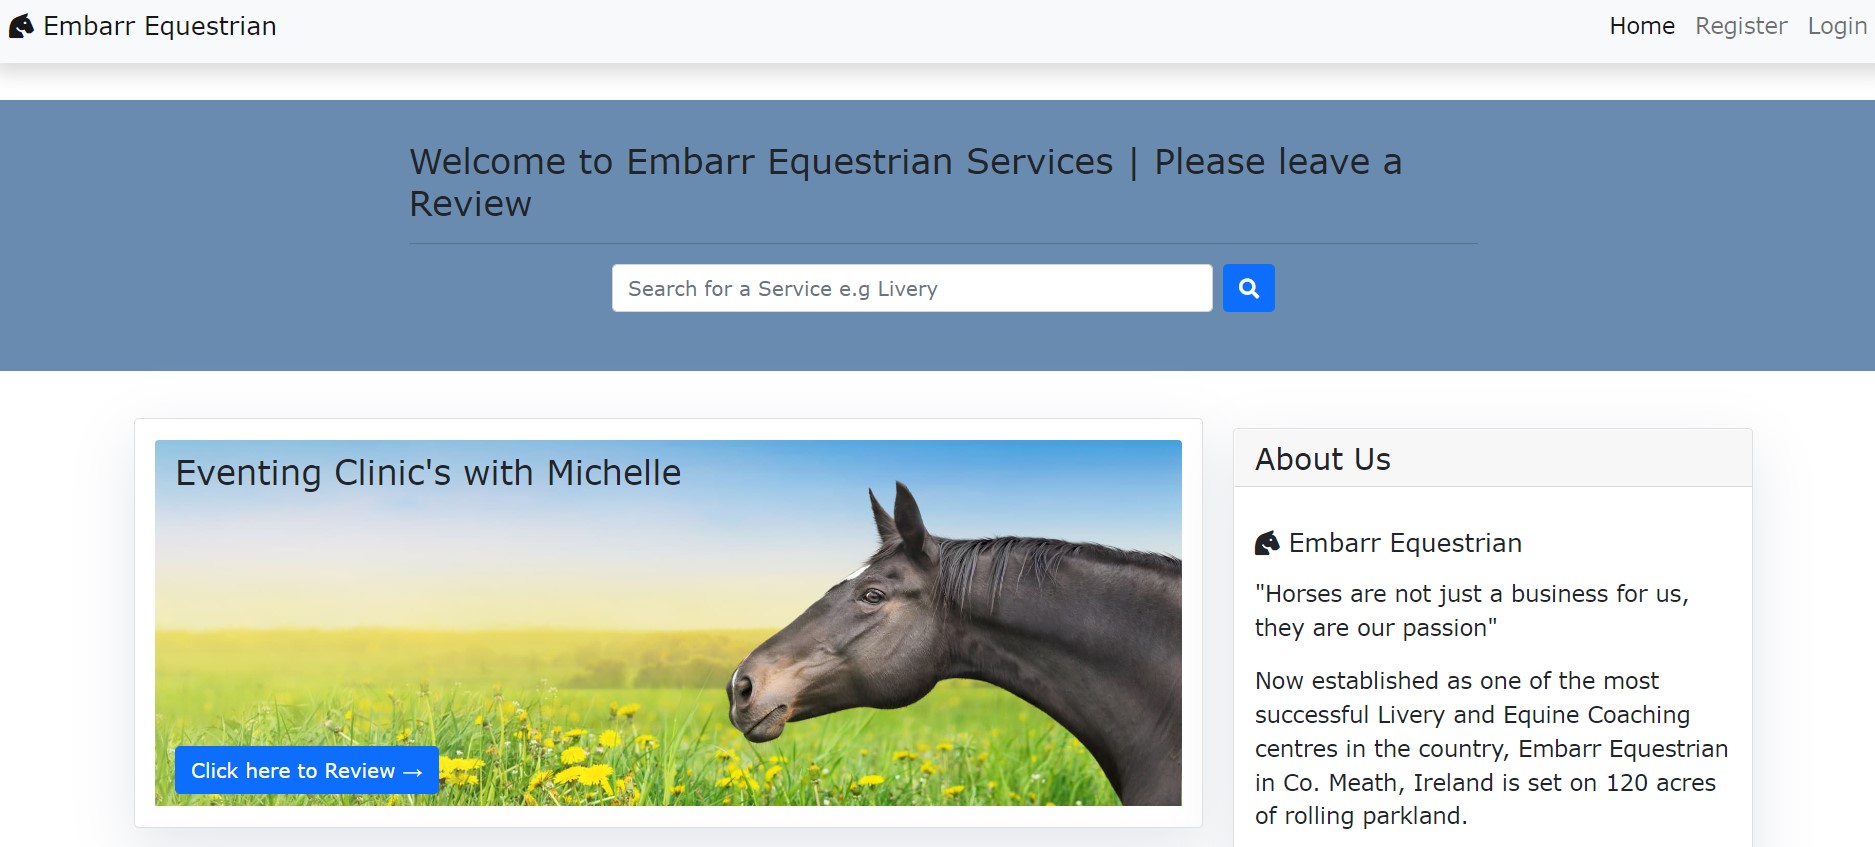 Embarr Equestrian
Home Register Login
Welcome to Embarr Equestrian Services | Please leave a
Review
Search for a Service e.g Livery
Eventing Clinic's with Michelle
Click here to Review →
About Us
Embarr Equestrian
"Horses are not just a business for us,
they are our passion"
Now established as one of the most
successful Livery and Equine Coaching
centres in the country, Embarr Equestrian
in Co. Meath, Ireland is set on 120 acres
of rolling parkland.